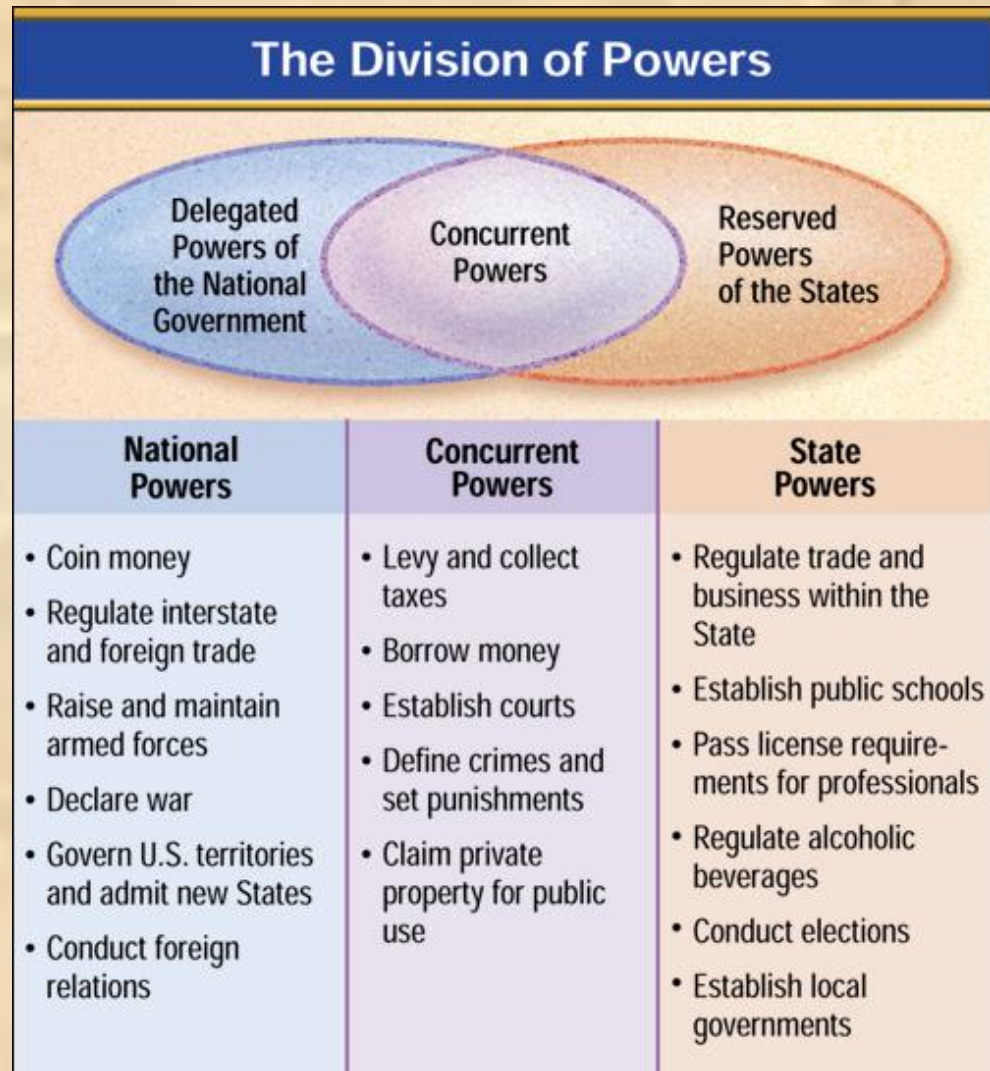 The Division of Powers
Delegated
Powers of
the National
Government
Concurrent
Powers
Reserved
Powers
of the States
National
Powers
• Coin money
• Regulate interstate
and foreign trade
• Raise and maintain
armed forces
• Declare war
• Govern U.S. territories
and admit new States
• Conduct foreign
relations
Concurrent
Powers
• Levy and collect
taxes
• Borrow money
• Establish courts
• Define crimes and
set punishments
• Claim private
property for public
use
State
Powers
• Regulate trade and
business within the
State
• Establish public schools
• Pass license require-
ments for professionals
• Regulate alcoholic
beverages
• Conduct elections
• Establish local
governments